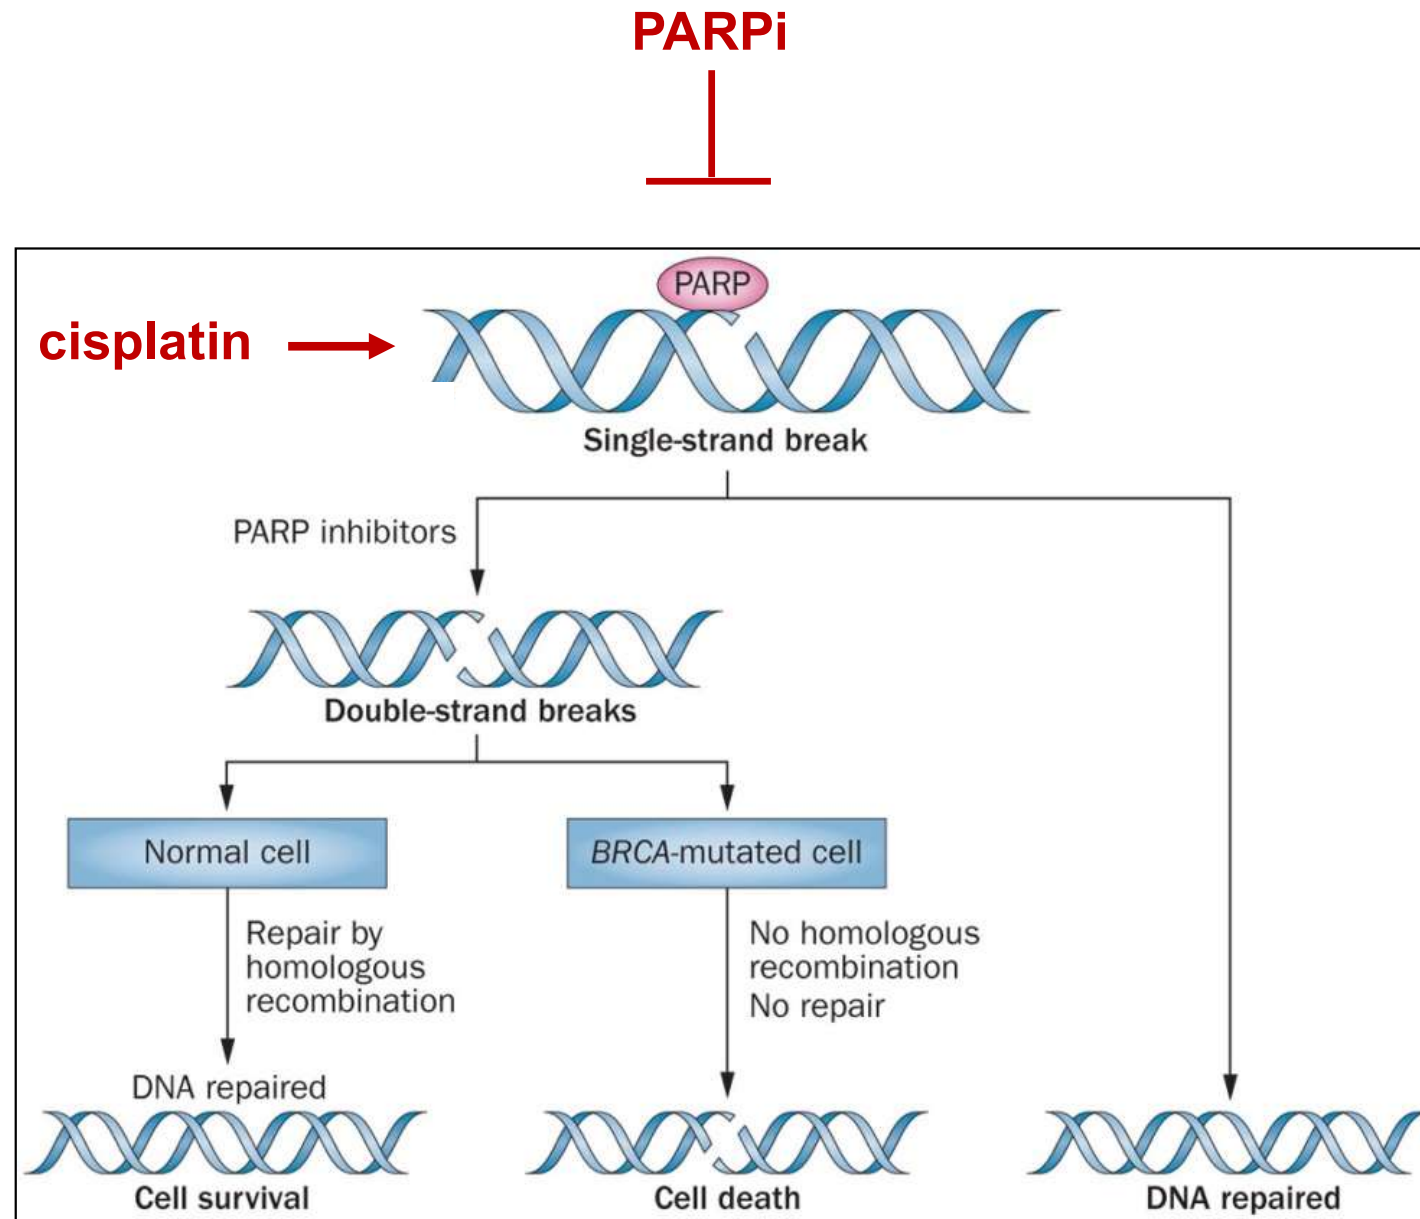 PARPi
PARP
cisplatin
Single-strand break
PARP inhibitors
Double-strand breaks
Normal cell
BRCA-mutated cell
Repair by
homologous
recombination
No homologous
recombination
No repair
DNA repaired
Cell survival
Cell death
DNA repaired